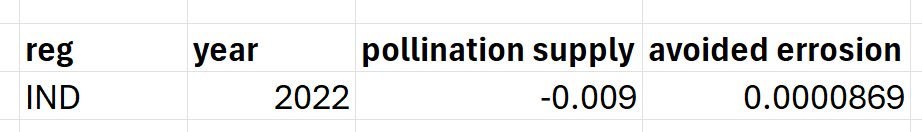 reg year pollination supply avoided errosion
IND 2022 -0.009 0.0000869